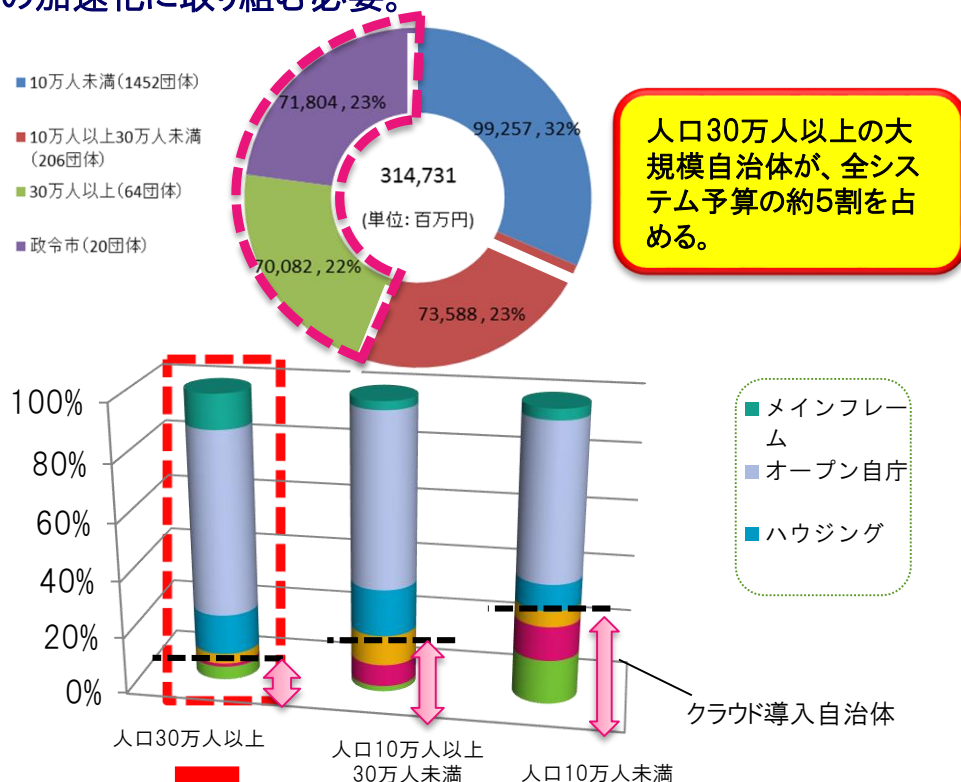 の加速化に取り組む必要。
10万人未満(1452団体)
10万人以上30万人未満
(206団体)
30万人以上(64団体)
政令市(20団体)
71,804 , 23%
99,257 , 32%
314,731
(単位：百万円)
70,082 , 22%
73,588 , 23%
人口30万人以上の大
規模自治体が、全シス
テム予算の約5割を占
める。
100%
80%
60%
40%
20%
0%
メインフレー
ム
オープン自庁
ハウジング
クラウド導入自治体
人口30万人以上
人口10万人以上
30万人未満
人口10万人未満